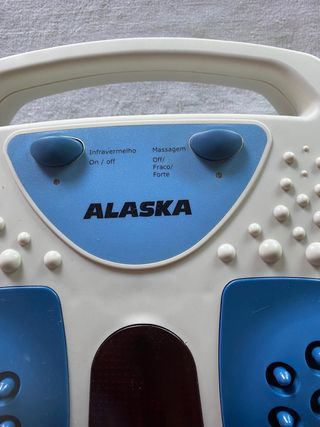 Infravermelho
On / off
Massagem
Off/
Fraco/
Forte
ALASKA